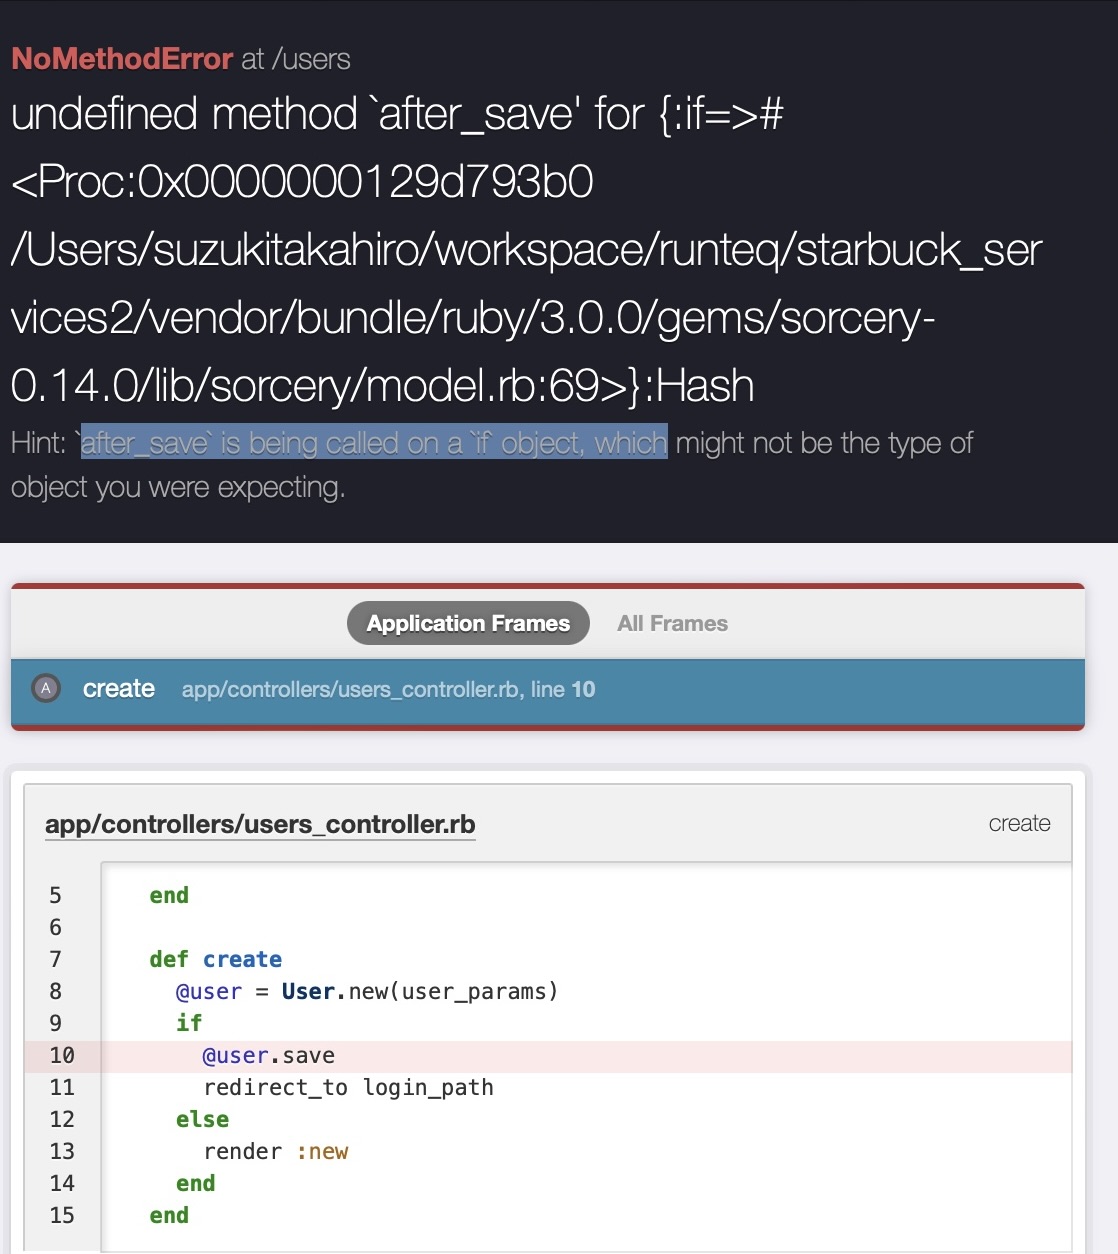 NoMethodError at /users
undefined method `after_save' for {:if=>#
<Proc:0x0000000129d793b0
/Users/suzukitakahiro/workspace/runteq/starbuck_ser
vices2/vendor/bundle/ruby/3.0.0/gems/sorcery-
0.14.0/lib/sorcery/model.rb:69>}:Hash
Hint: `after_save` is being called on a `if` object, which might not be the type of
object you were expecting.
Application Frames All Frames
A create app/controllers/users_controller.rb, line 10
app/controllers/users_controller.rb create
5 end
6
7 def create
8 @user = User.new(user_params)
9 if
10 @user.save
11 redirect_to login_path
12 else
13 render :new
14 end
15 end